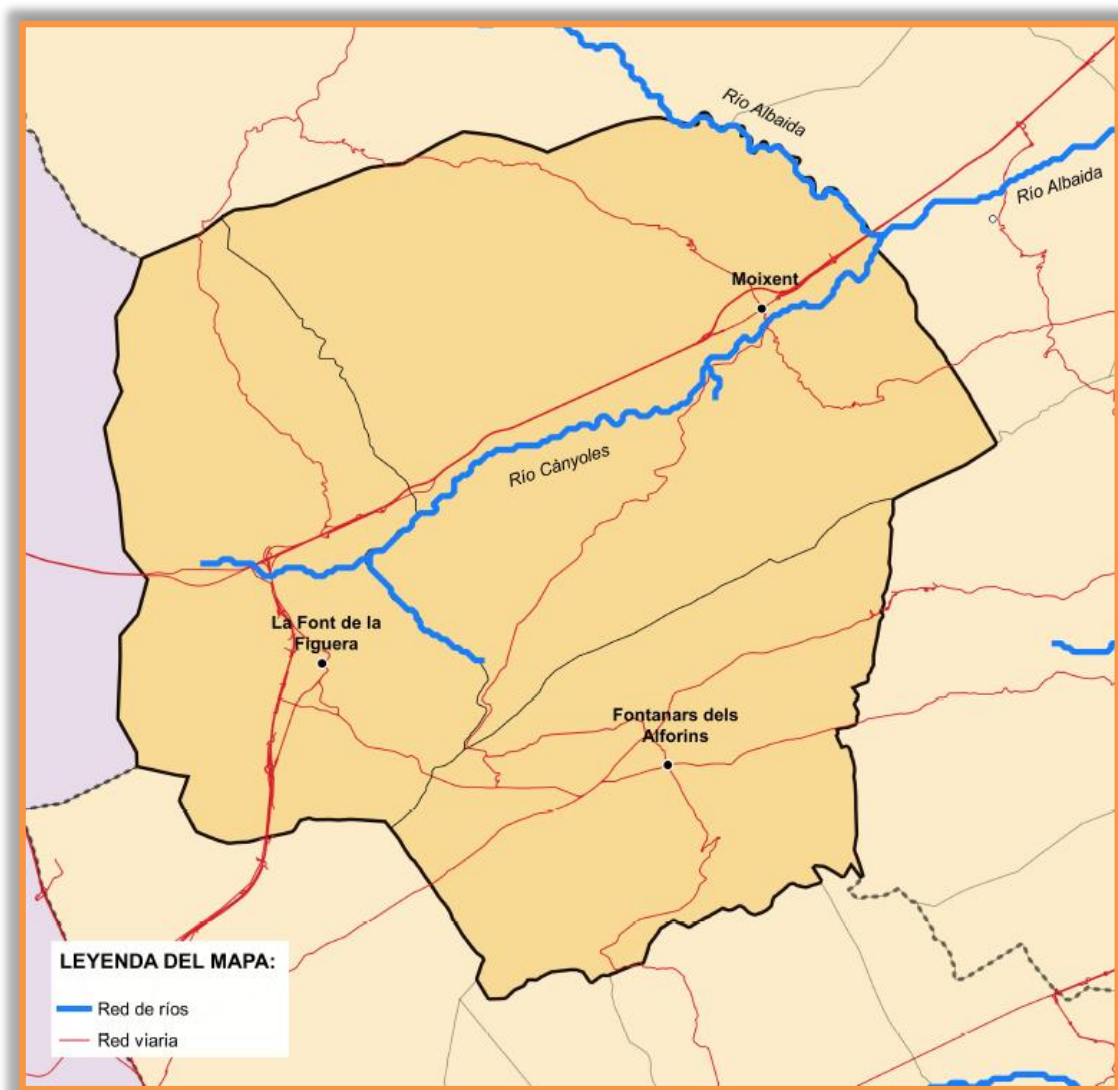 Río Albaida
Río Albaida
Moixent
Río Cànyoles
La Font de la
Figuera
Fontanars dels
Alforins
LEYENDA DEL MAPA:
Red de ríos
Red viaria